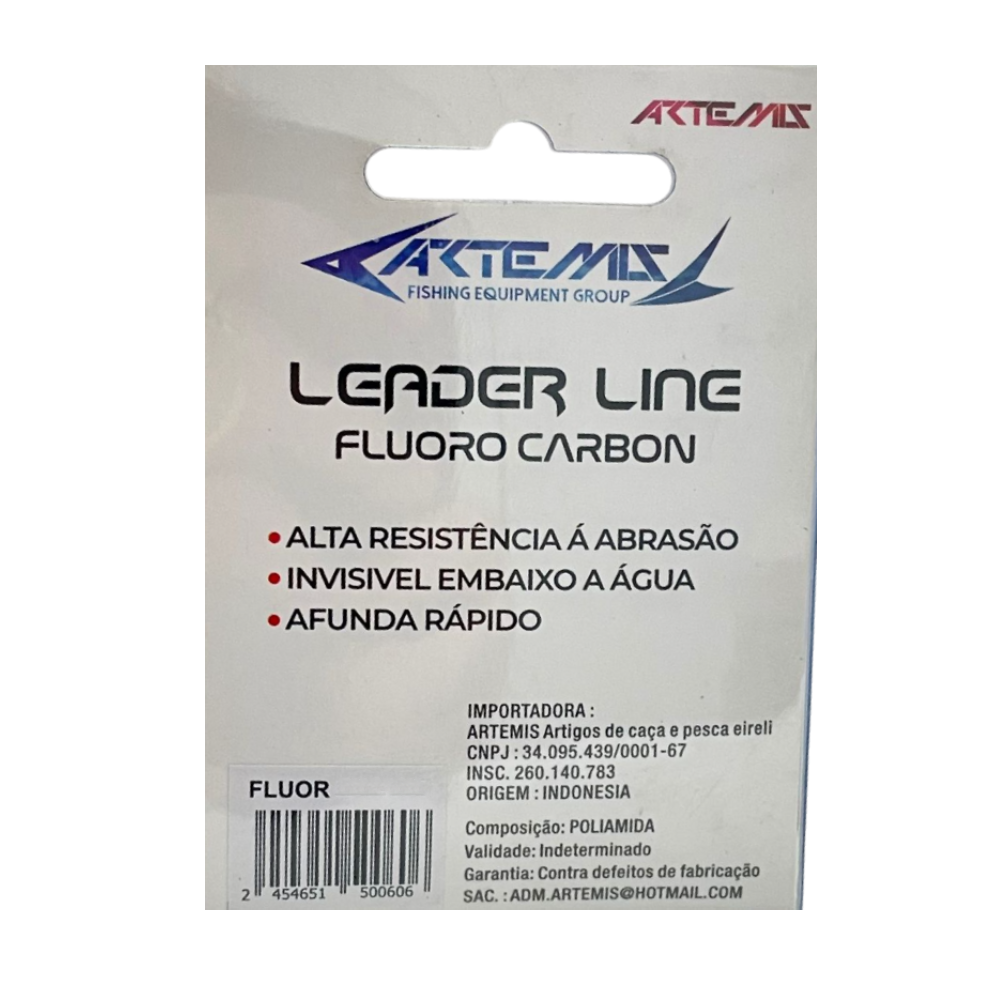 ARTEMIS
ARTEMIS
FISHING EQUIPMENT GROUP
LEADER LINE
FLUORO CARBON
• ALTA RESISTÊNCIA Á ABRASÃO
• INVISIVEL EMBAIXO A ÁGUA
• AFUNDA RÁPIDO
IMPORTADORA :
ARTEMIS Artigos de caça e pesca eireli
CNPJ : 34.095.439/0001-67
INSC. 260.140.783
ORIGEM : INDONESIA
Composição: POLIAMIDA
Validade: Indeterminado
Garantia: Contra defeitos de fabricação
SAC. : ADM.ARTEMIS@HOTMAIL.COM
FLUOR
2 454651 500606